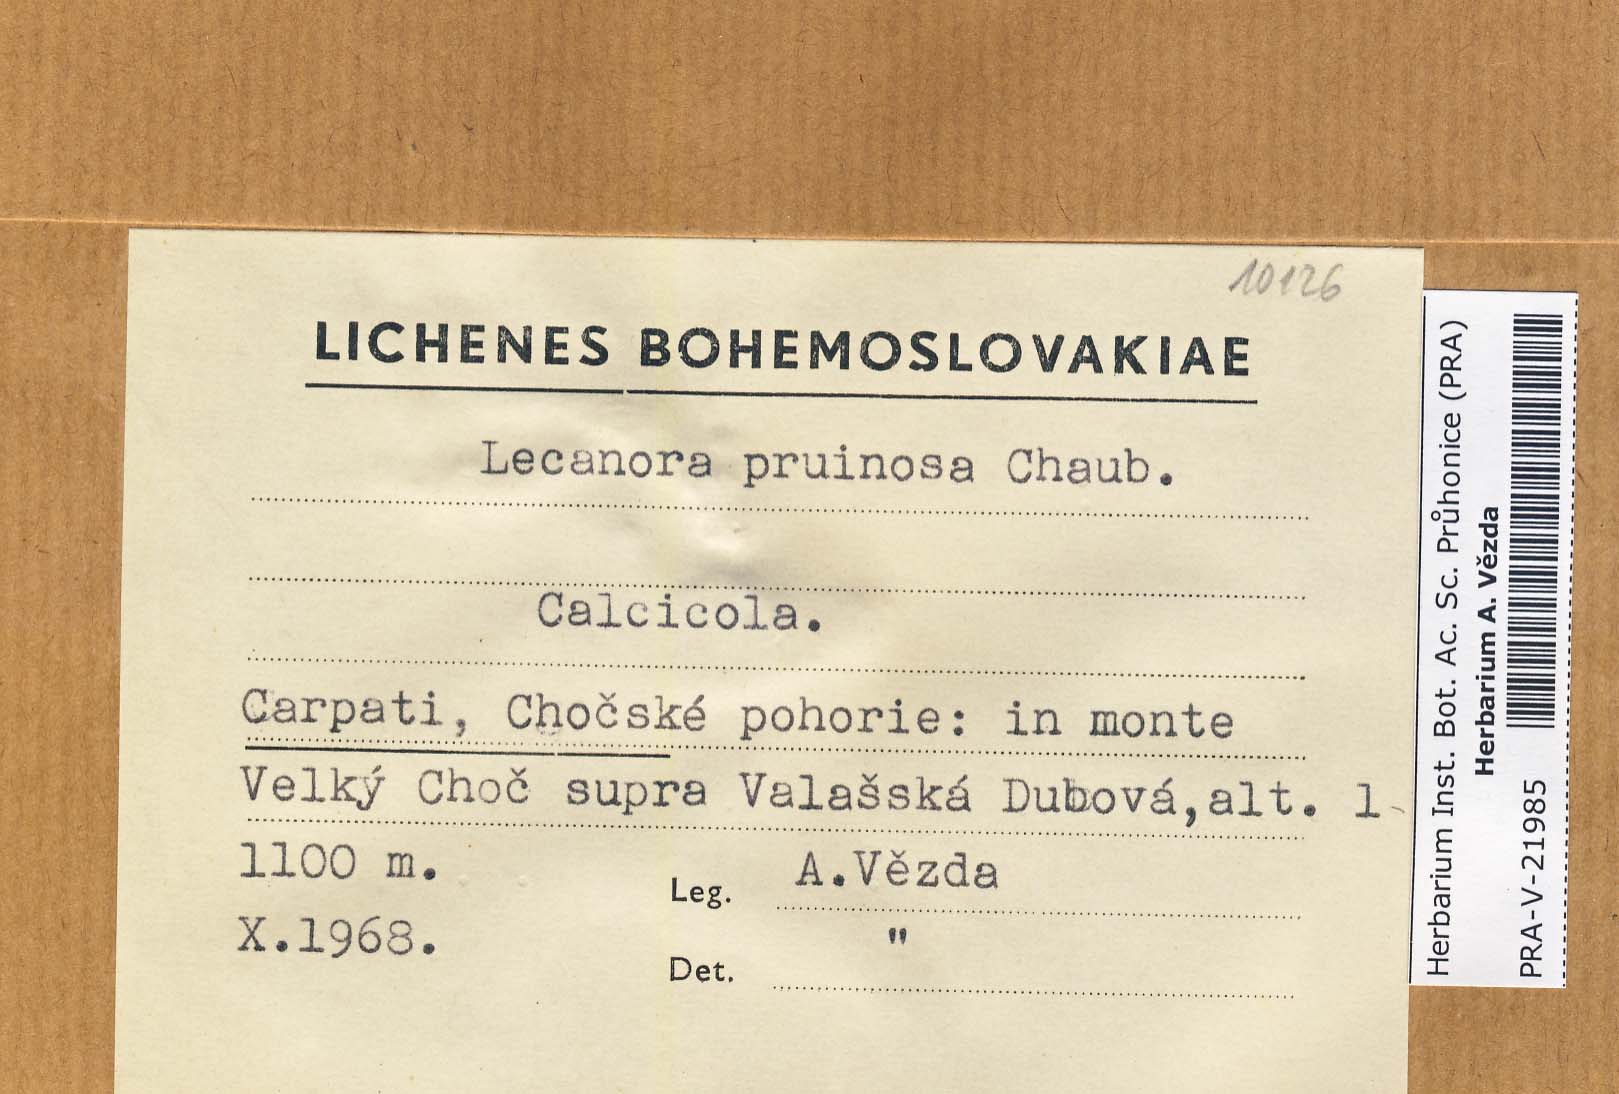 10126
LICHENES BOHEMOSLOVAKIAE
Lecanora pruinosa Chaub.
Calcicola.
Carpati, Chočské pohorie: in monte
Velký Choč supra Valašská Dubová,alt. 1
1100 m.
Leg. A.Vězda
X.1968.
Det. "
Herbarium Inst. Bot. Ac. Sc. Průhonice (PRA)
Herbarium A. Vězda
PRA-V-21985